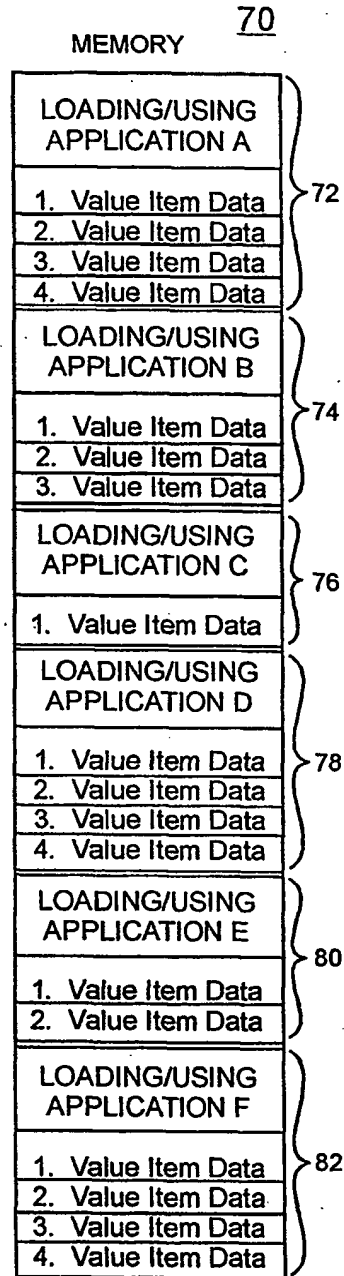 70
MEMORY
LOADING/USING
APPLICATION A
72
1. Value Item Data
2. Value Item Data
3. Value Item Data
4. Value Item Data
LOADING/USING
APPLICATION B
74
1. Value Item Data
2. Value Item Data
3. Value Item Data
LOADING/USING
APPLICATION C
76
1. Value Item Data
LOADING/USING
APPLICATION D
78
1. Value Item Data
2. Value Item Data
3. Value Item Data
4. Value Item Data
LOADING/USING
APPLICATION E
80
1. Value Item Data
2. Value Item Data
LOADING/USING
APPLICATION F
82
1. Value Item Data
2. Value Item Data
3. Value Item Data
4. Value Item Data